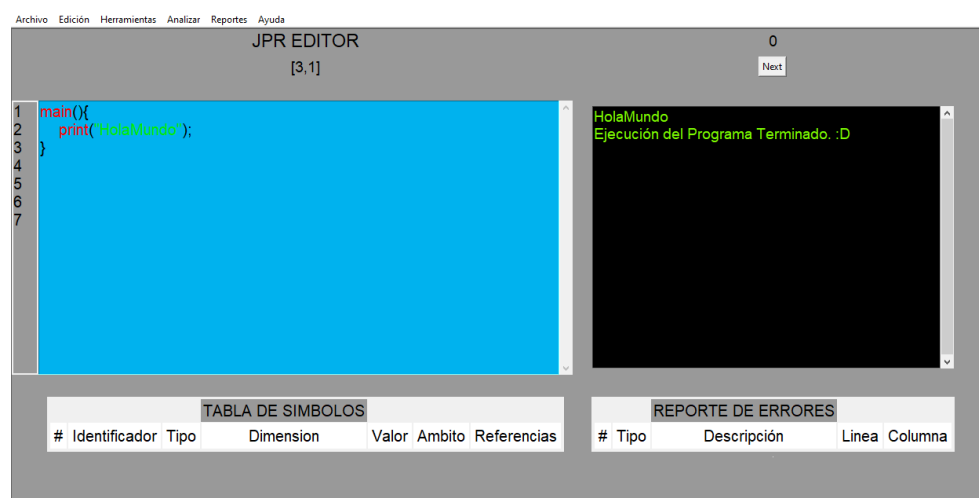 Archivo Edición Herramientas Analizar Reportes Ayuda
JPR EDITOR
0
[3,1]
Next
1 main(){
2 print("HolaMundo");
3 }
4
5
6
7
HolaMundo
Ejecución del Programa Terminado. :D
TABLA DE SIMBOLOS
# Identificador Tipo Dimension Valor Ambito Referencias
REPORTE DE ERRORES
# Tipo Descripción Linea Columna